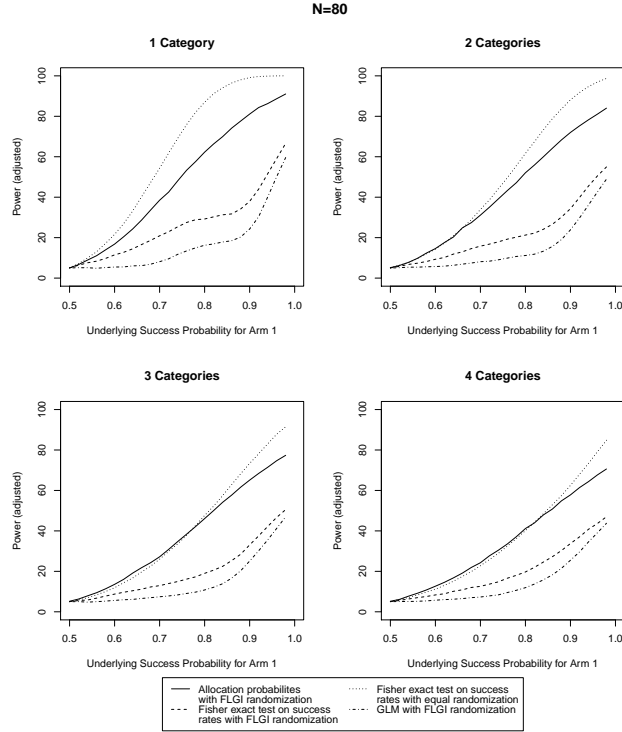 N=80
1 Category
2 Categories
Power (adjusted)
0 20 40 60 80 100
0.5 0.6 0.7 0.8 0.9 1.0
Underlying Success Probability for Arm 1
Power (adjusted)
0 20 40 60 80 100
0.5 0.6 0.7 0.8 0.9 1.0
Underlying Success Probability for Arm 1
3 Categories
4 Categories
Power (adjusted)
0 20 40 60 80 100
0.5 0.6 0.7 0.8 0.9 1.0
Underlying Success Probability for Arm 1
Power (adjusted)
0 20 40 60 80 100
0.5 0.6 0.7 0.8 0.9 1.0
Underlying Success Probability for Arm 1
Allocation probabilites
with FLGI randomization
Fisher exact test on success
rates with FLGI randomization
Fisher exact test on success
rates with equal randomization
GLM with FLGI randomization